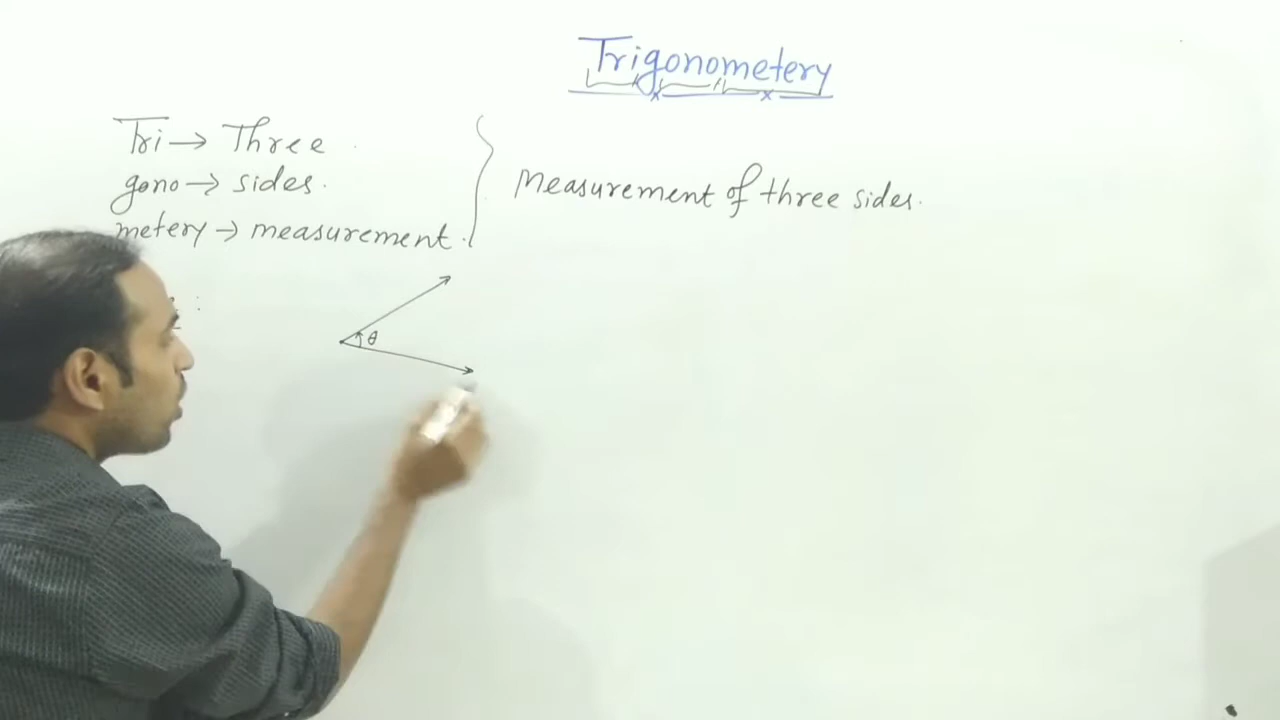 Trigonometery
Tri → Three
gono → sides.
metery → measurement.
Measurement of three sides.
θ